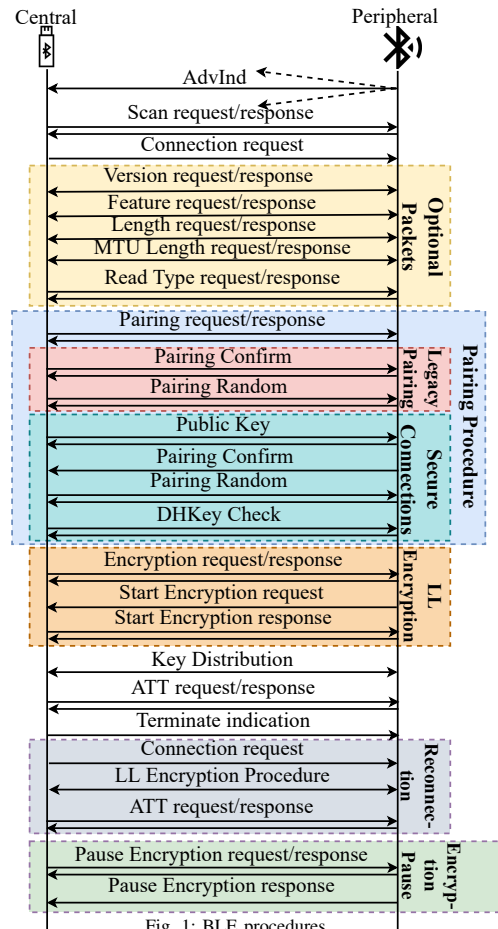 Central
Peripheral
AdvInd
Scan request/response
Connection request
Version request/response
Feature request/response
Length request/response
MTU Length request/response
Read Type request/response
Optional
Packets
Pairing request/response
Pairing Confirm
Pairing Random
Legacy
Pairing
Public Key
Pairing Confirm
Pairing Random
DHKey Check
Secure
Connections
Pairing Procedure
Encryption request/response
Start Encryption request
Start Encryption response
LL
Encryption
Key Distribution
ATT request/response
Terminate indication
Connection request
LL Encryption Procedure
ATT request/response
Reconnec-
tion
Pause Encryption request/response
Pause Encryption response
Encryp-
tion
Pause
Fig. 1: BLE procedures